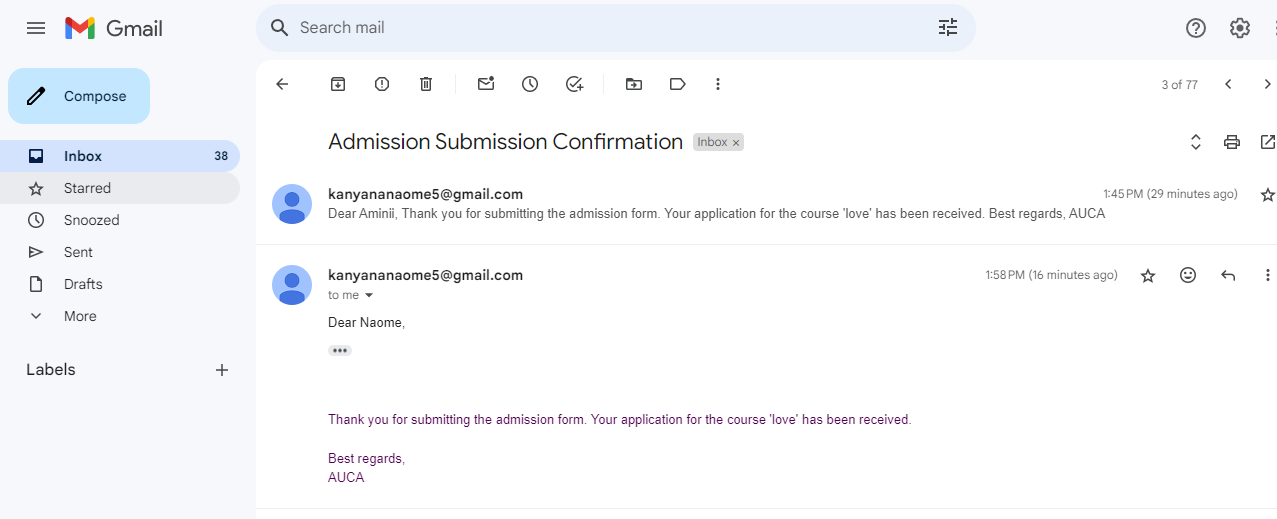 Gmail
Search mail
Compose
3 of 77
Inbox 38
Starred
Snoozed
Sent
Drafts
More
Labels
Admission Submission Confirmation Inbox ×
kanyananaome5@gmail.com 1:45 PM (29 minutes ago)
Dear Aminii, Thank you for submitting the admission form. Your application for the course 'love' has been received. Best regards, AUCA
kanyananaome5@gmail.com 1:58 PM (16 minutes ago)
to me
Dear Naome,
Thank you for submitting the admission form. Your application for the course 'love' has been received.
Best regards,
AUCA